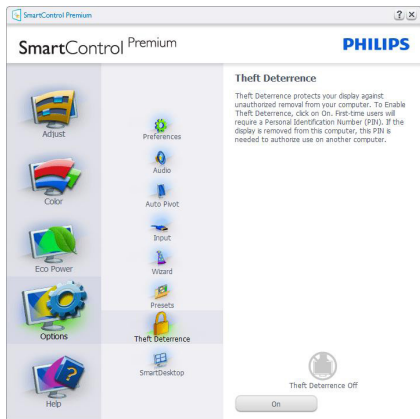 SmartControl Premium
SmartControl Premium
PHILIPS
Adjust
Color
Eco Power
Options
Help
Preferences
Audio
Auto Pivot
Input
Wizard
Presets
Theft Deterrence
SmartDesktop
Theft Deterrence
Theft Deterrence protects your display against
unauthorized removal from your computer. To Enable
Theft Deterrence, click on On. First-time users will
require a Personal Identification Number (PIN). If the
display is removed from this computer, this PIN is
needed to authorize use on another computer.
Theft Deterrence Off
On